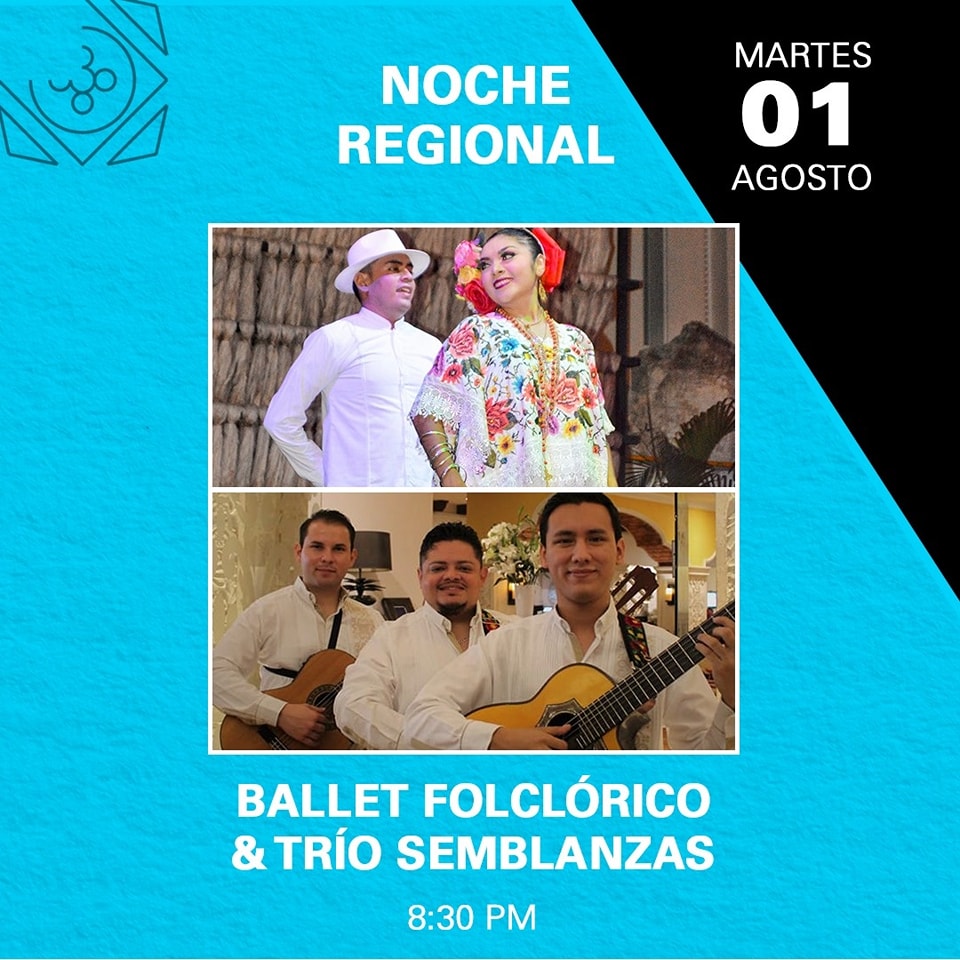 NOCHE
REGIONAL
MARTES
01
AGOSTO
BALLET FOLCLÓRICO
& TRÍO SEMBLANZAS
8:30 PM